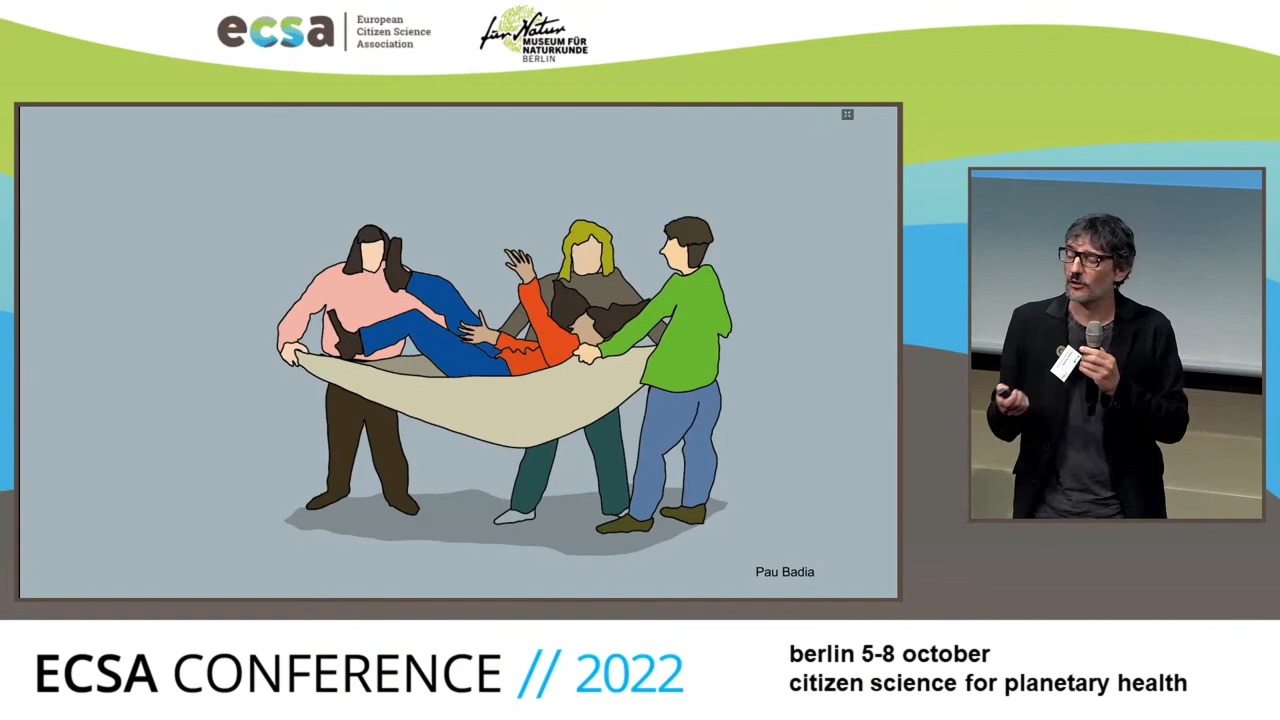 ecsa
European
Citizen Science
Association
für Natur
MUSEUM FÜR
NATURKUNDE
BERLIN
Pau Badia
ECSA CONFERENCE // 2022
berlin 5-8 october
citizen science for planetary health